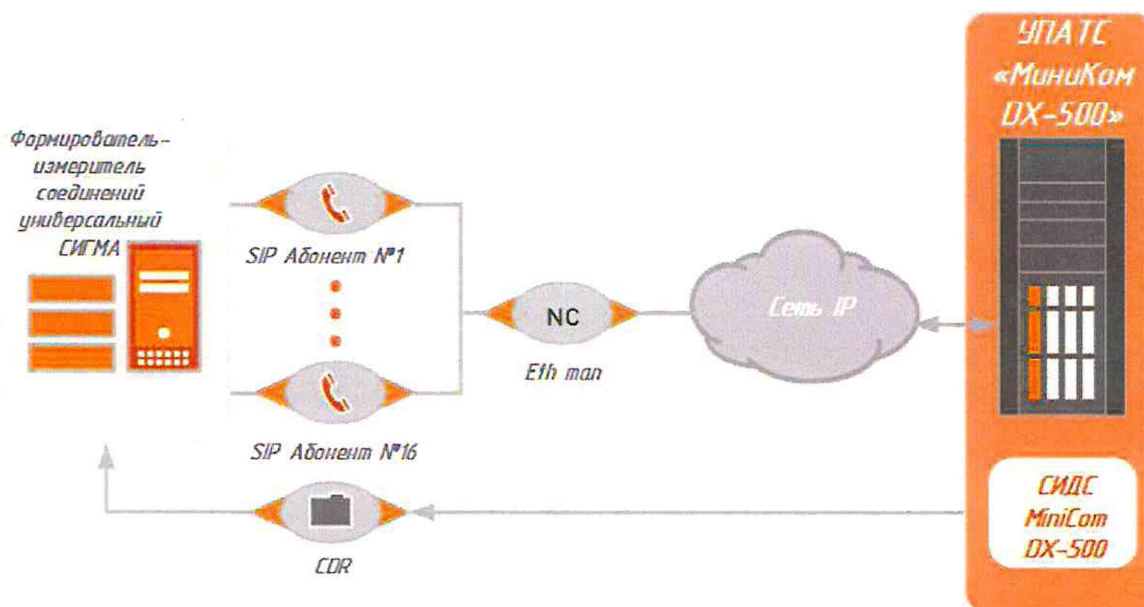 УПАТС
«МиниКом
DX-500»
Формирователь-
измеритель
соединений
универсальный
СИГМА
SIP Абонент №1
NC
Eth man
Сеть IP
SIP Абонент №16
CDR
СИДС
MiniCom
DX-500